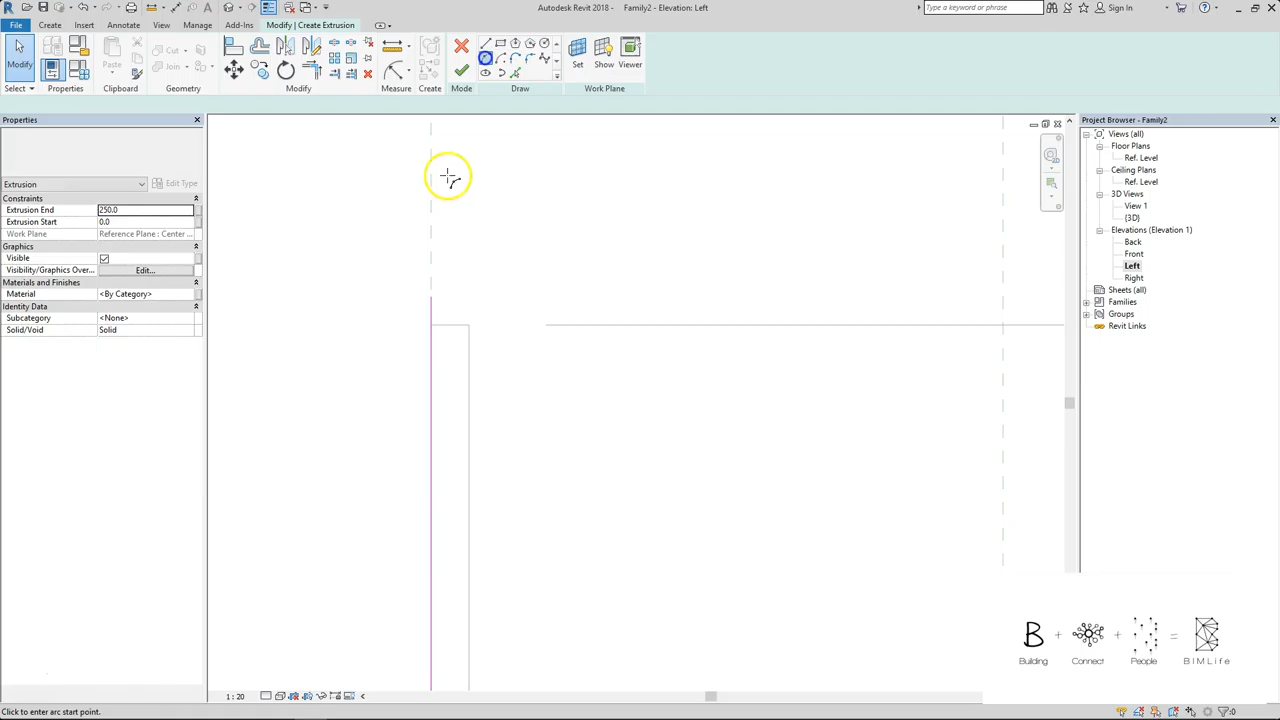 Autodesk Revit 2018 - Family2 - Elevation: Left
Type a keyword or phrase
Sign In
File Create Insert Annotate View Manage Add-Ins Modify | Create Extrusion
Modify
Paste
Cut
Join
Set Show Viewer
Select Properties Clipboard Geometry Modify Measure Create Mode Draw Work Plane
Properties
Extrusion
Edit Type
Constraints
Extrusion End 250.0
Extrusion Start 0.0
Work Plane Reference Plane : Center ...
Graphics
Visible
Visibility/Graphics Over... Edit...
Materials and Finishes
Material <By Category>
Identity Data
Subcategory <None>
Solid/Void Solid
Project Browser - Family2
Views (all)
Floor Plans
Ref. Level
Ceiling Plans
Ref. Level
3D Views
View 1
{3D}
Elevations (Elevation 1)
Back
Front
Left
Right
Sheets (all)
Families
Groups
Revit Links
B + + =
Building Connect People BIMLife
1 : 20
Click to enter arc start point.
:0